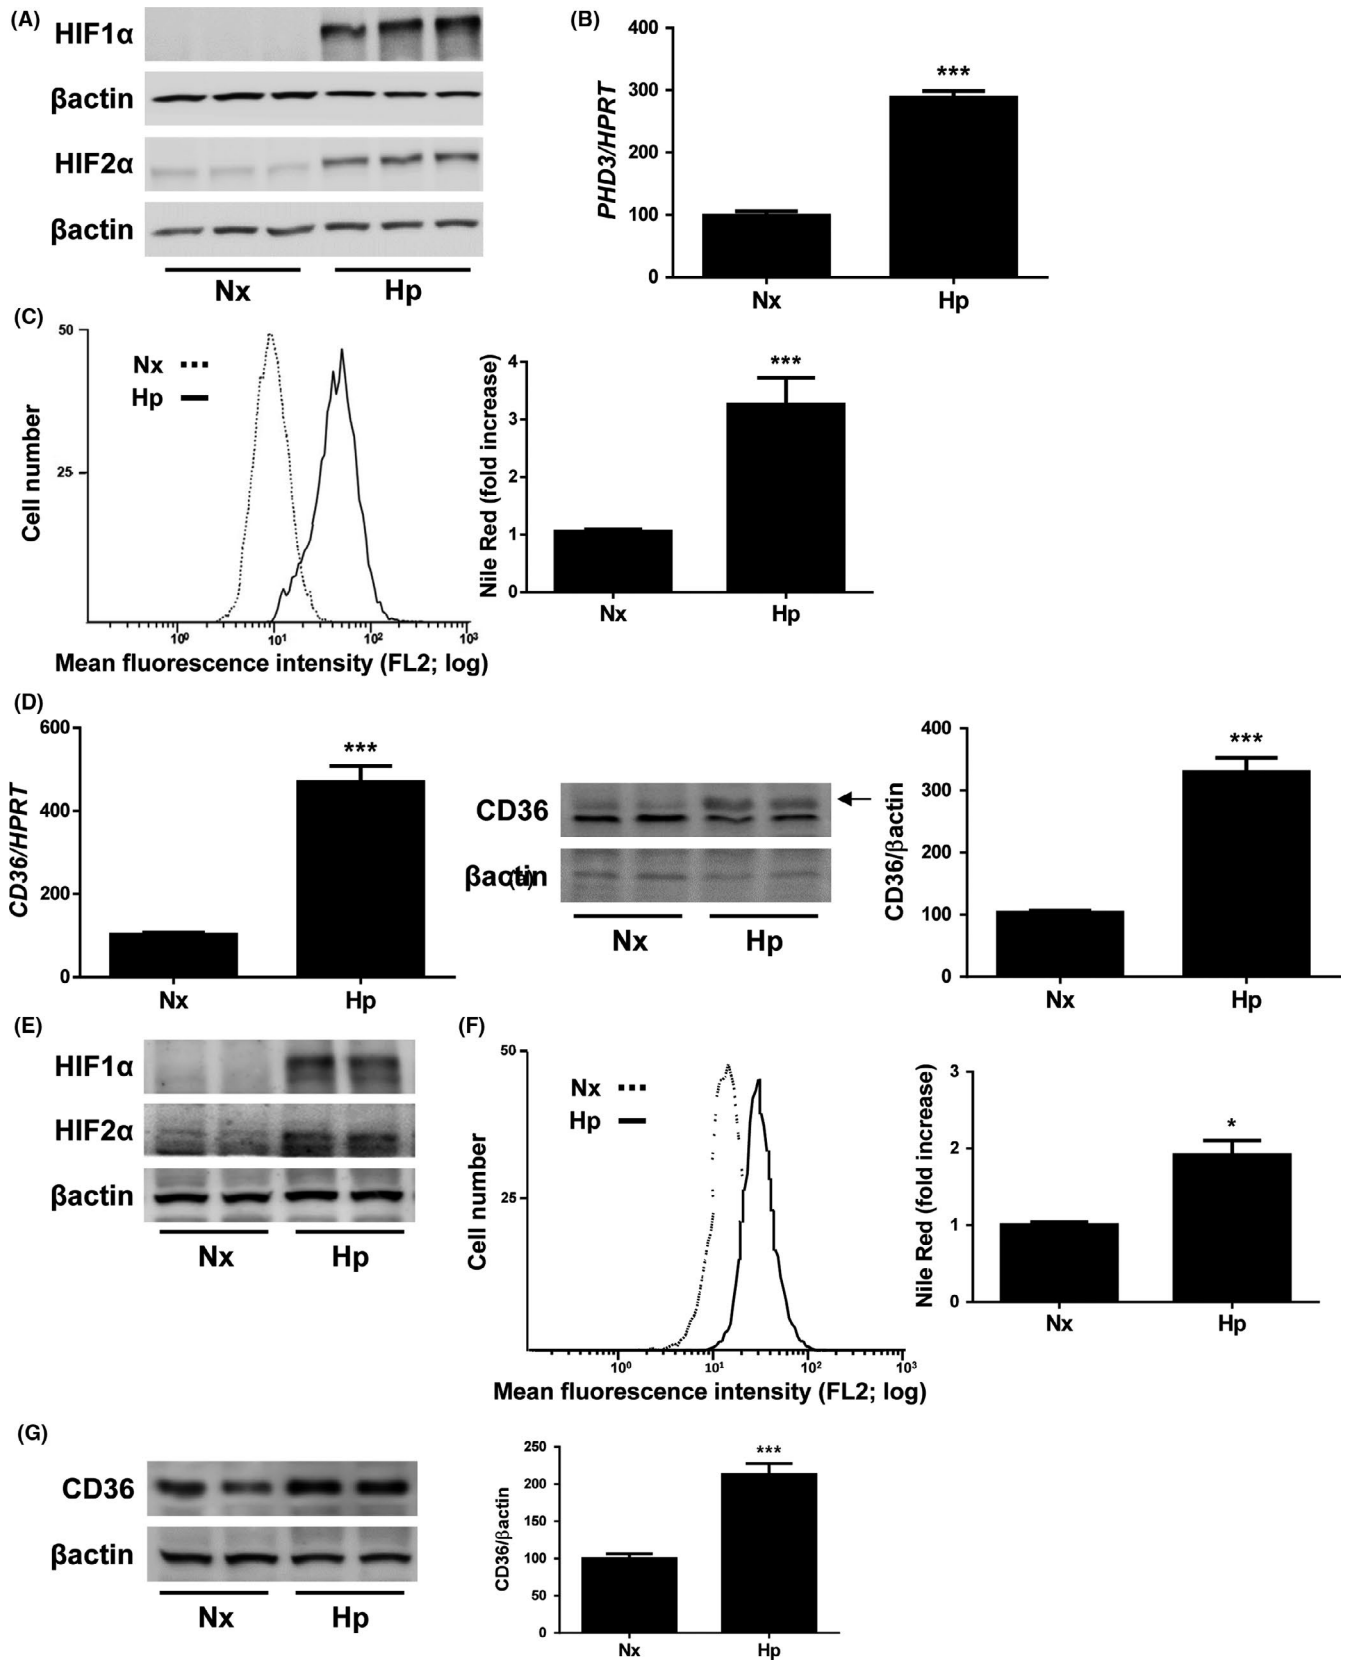 (A)
HIF1α
βactin
HIF2α
βactin
Nx Hp
(B)
PHD3/HPRT
400
300
200
100
0
***
Nx Hp
(C)
Cell number
50
25
Nx
Hp
10⁰ 10¹ 10² 10³
Mean fluorescence intensity (FL2; log)
Nile Red (fold increase)
4
3
2
1
0
***
Nx Hp
(D)
CD36/HPRT
600
400
200
0
***
Nx Hp
CD36
βactin
Nx Hp
CD36/βactin
400
300
200
100
0
***
Nx Hp
(E)
HIF1α
HIF2α
βactin
Nx Hp
(F)
Cell number
50
25
Nx
Hp
10⁰ 10¹ 10² 10³
Mean fluorescence intensity (FL2; log)
Nile Red (fold increase)
3
2
1
0
*
Nx Hp
(G)
CD36
βactin
Nx Hp
CD36/βactin
250
200
150
100
50
0
***
Nx Hp